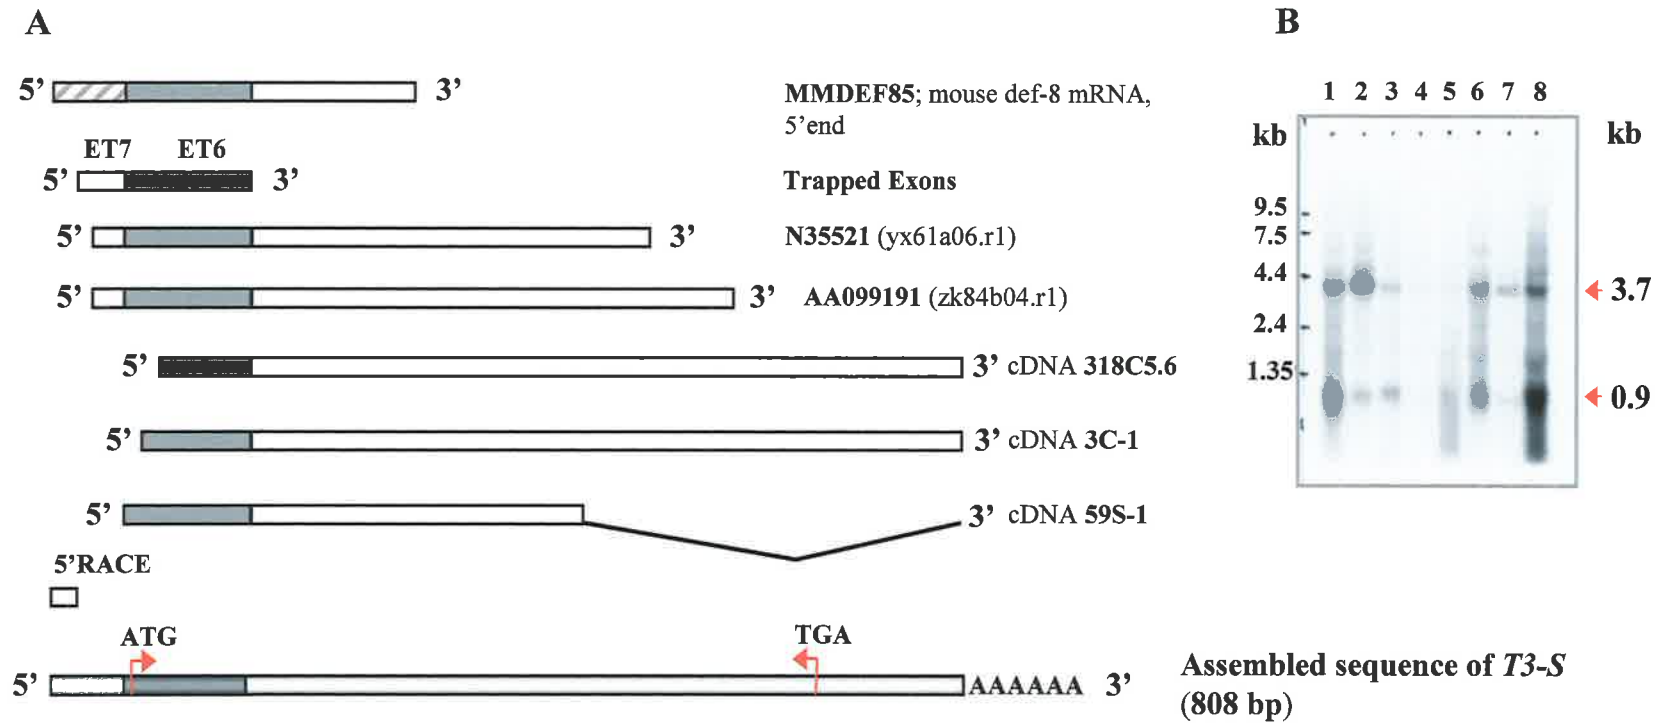 A
5’ 3’ MMDEF85; mouse def-8 mRNA,
5’end
ET7 ET6
5’ 3’ Trapped Exons
5’ 3’ N35521 (yx61a06.r1)
5’ 3’ AA099191 (zk84b04.r1)
5’ 3’ cDNA 318C5.6
5’ 3’ cDNA 3C-1
5’ 3’ cDNA 59S-1
5’RACE
ATG TGA
5’ AAAAAA 3’ Assembled sequence of T3-S
(808 bp)
B
1 2 3 4 5 6 7 8
kb kb
9.5
7.5
4.4
3.7
2.4
1.35
0.9